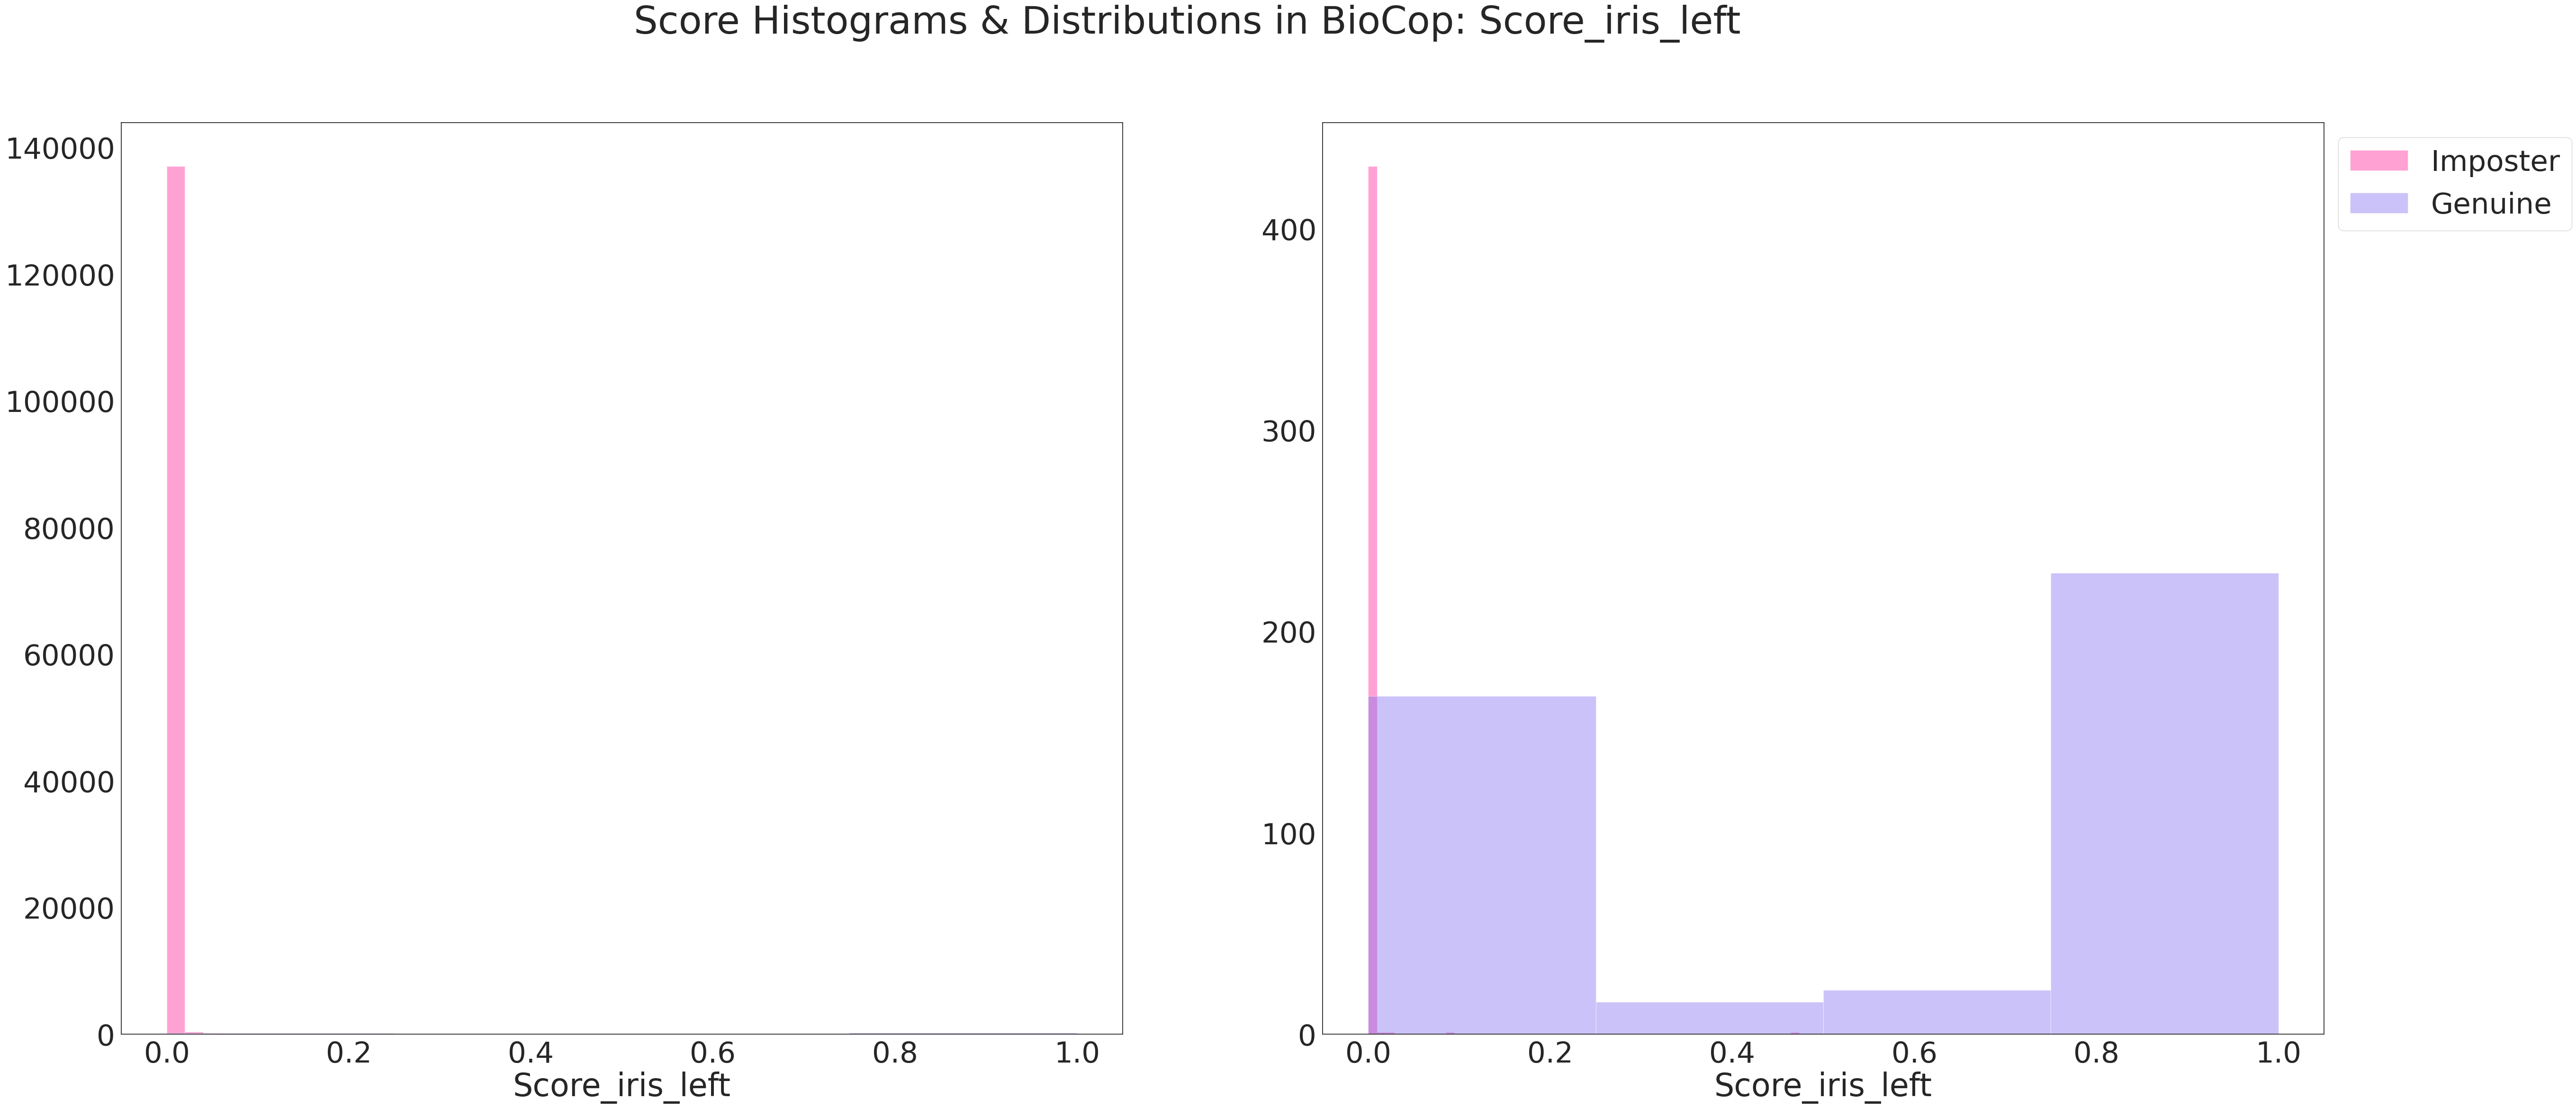 Score Histograms & Distributions in BioCop: Score_iris_left
140000
120000
100000
80000
60000
40000
20000
0
0.0 0.2 0.4 0.6 0.8 1.0
Score_iris_left
400
300
200
100
0
0.0 0.2 0.4 0.6 0.8 1.0
Score_iris_left
Imposter
Genuine